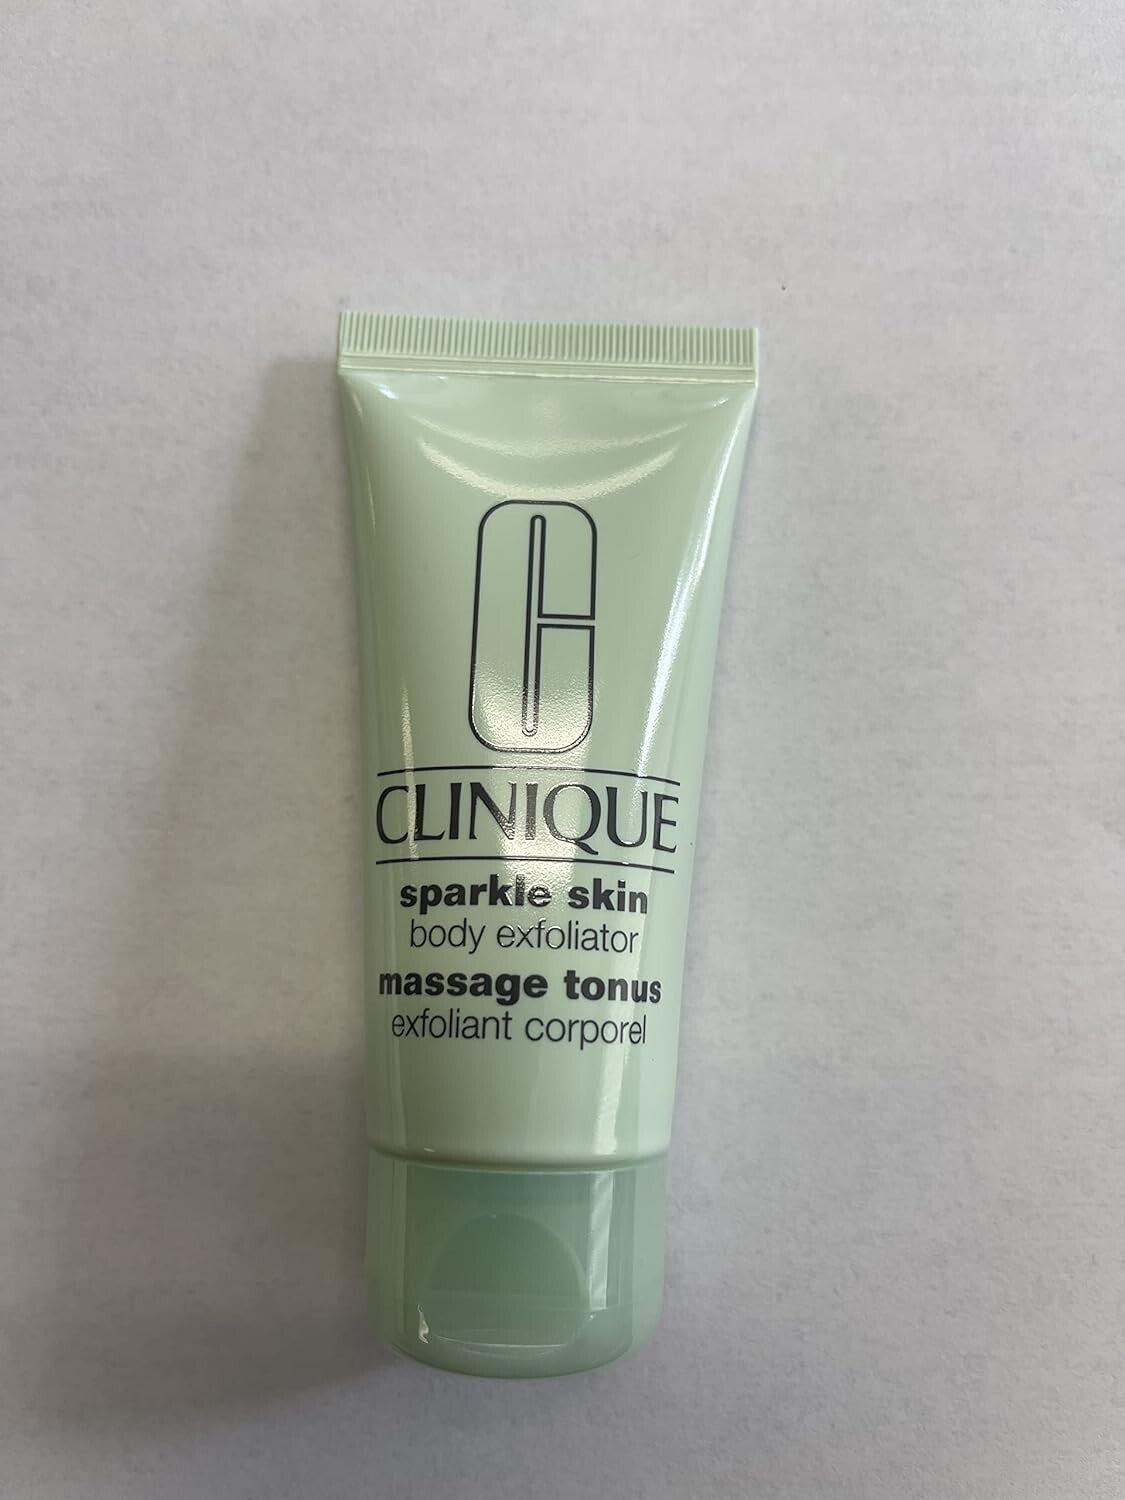 C
CLINIQUE
sparkle skin
body exfoliator
massage tonus
exfoliant corporel